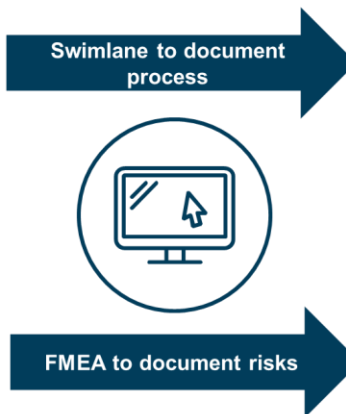 Swimlane to document
process
FMEA to document risks